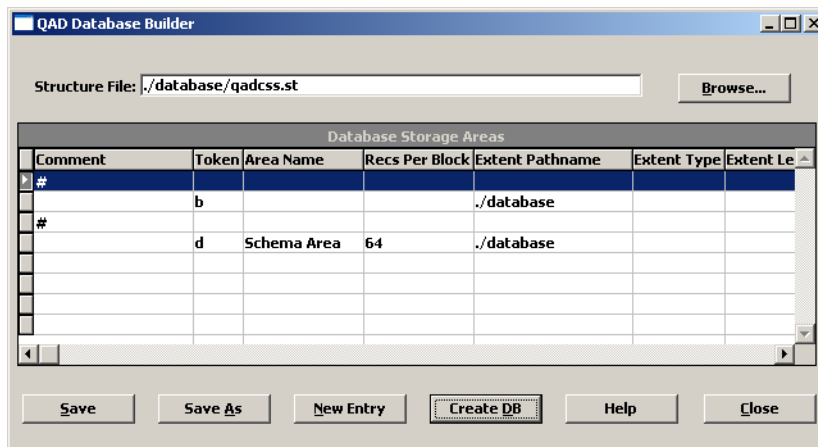 QAD Database Builder
Structure File: ./database/qadcss.st Browse...
Database Storage Areas
Comment Token Area Name Recs Per Block Extent Pathname Extent Type Extent Le
#
b ./database
#
d Schema Area 64 ./database
Save Save As New Entry Create DB Help Close